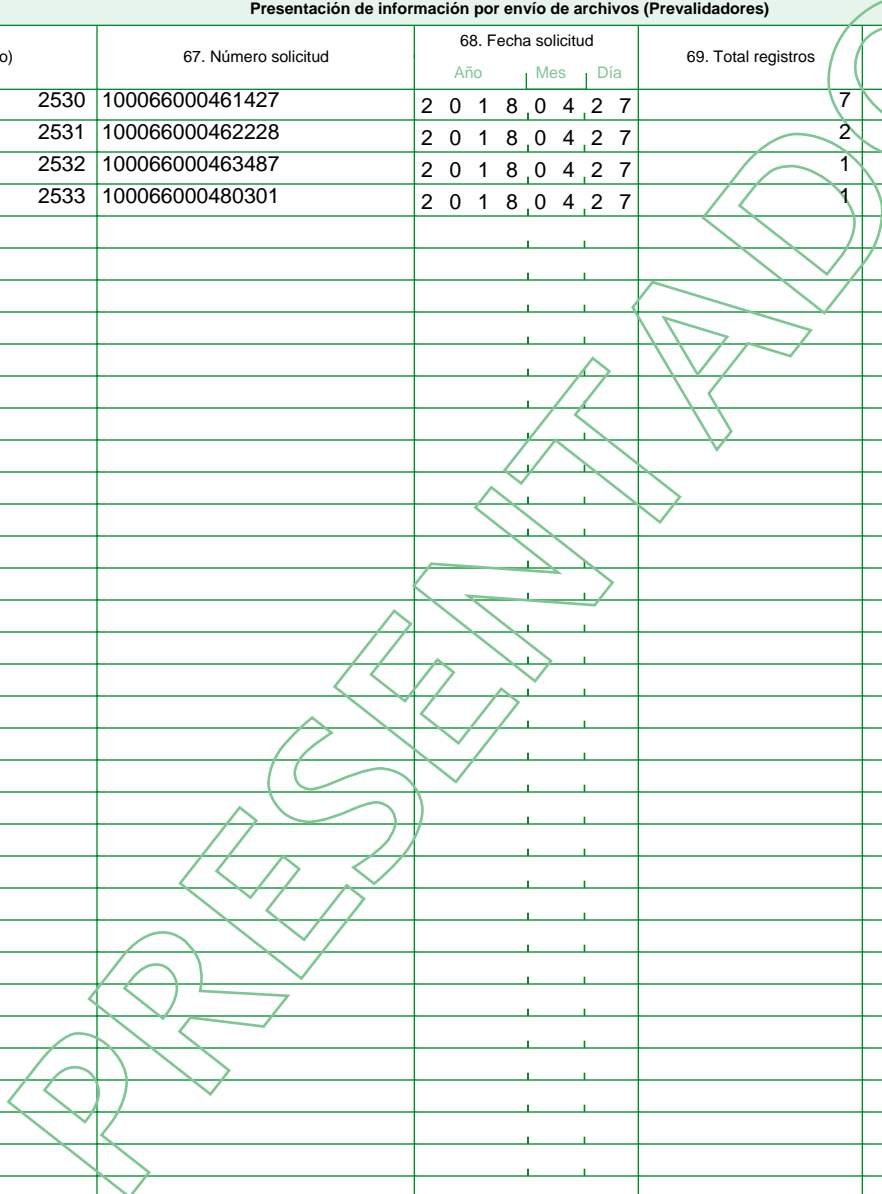 Presentación de información por envío de archivos (Prevalidadores)
o) 67. Número solicitud 68. Fecha solicitud 69. Total registros
Año Mes Día
2530 100066000461427 2 0 1 8 0 4 2 7 7
2531 100066000462228 2 0 1 8 0 4 2 7 2
2532 100066000463487 2 0 1 8 0 4 2 7 1
2533 100066000480301 2 0 1 8 0 4 2 7 1
PRESENTADO